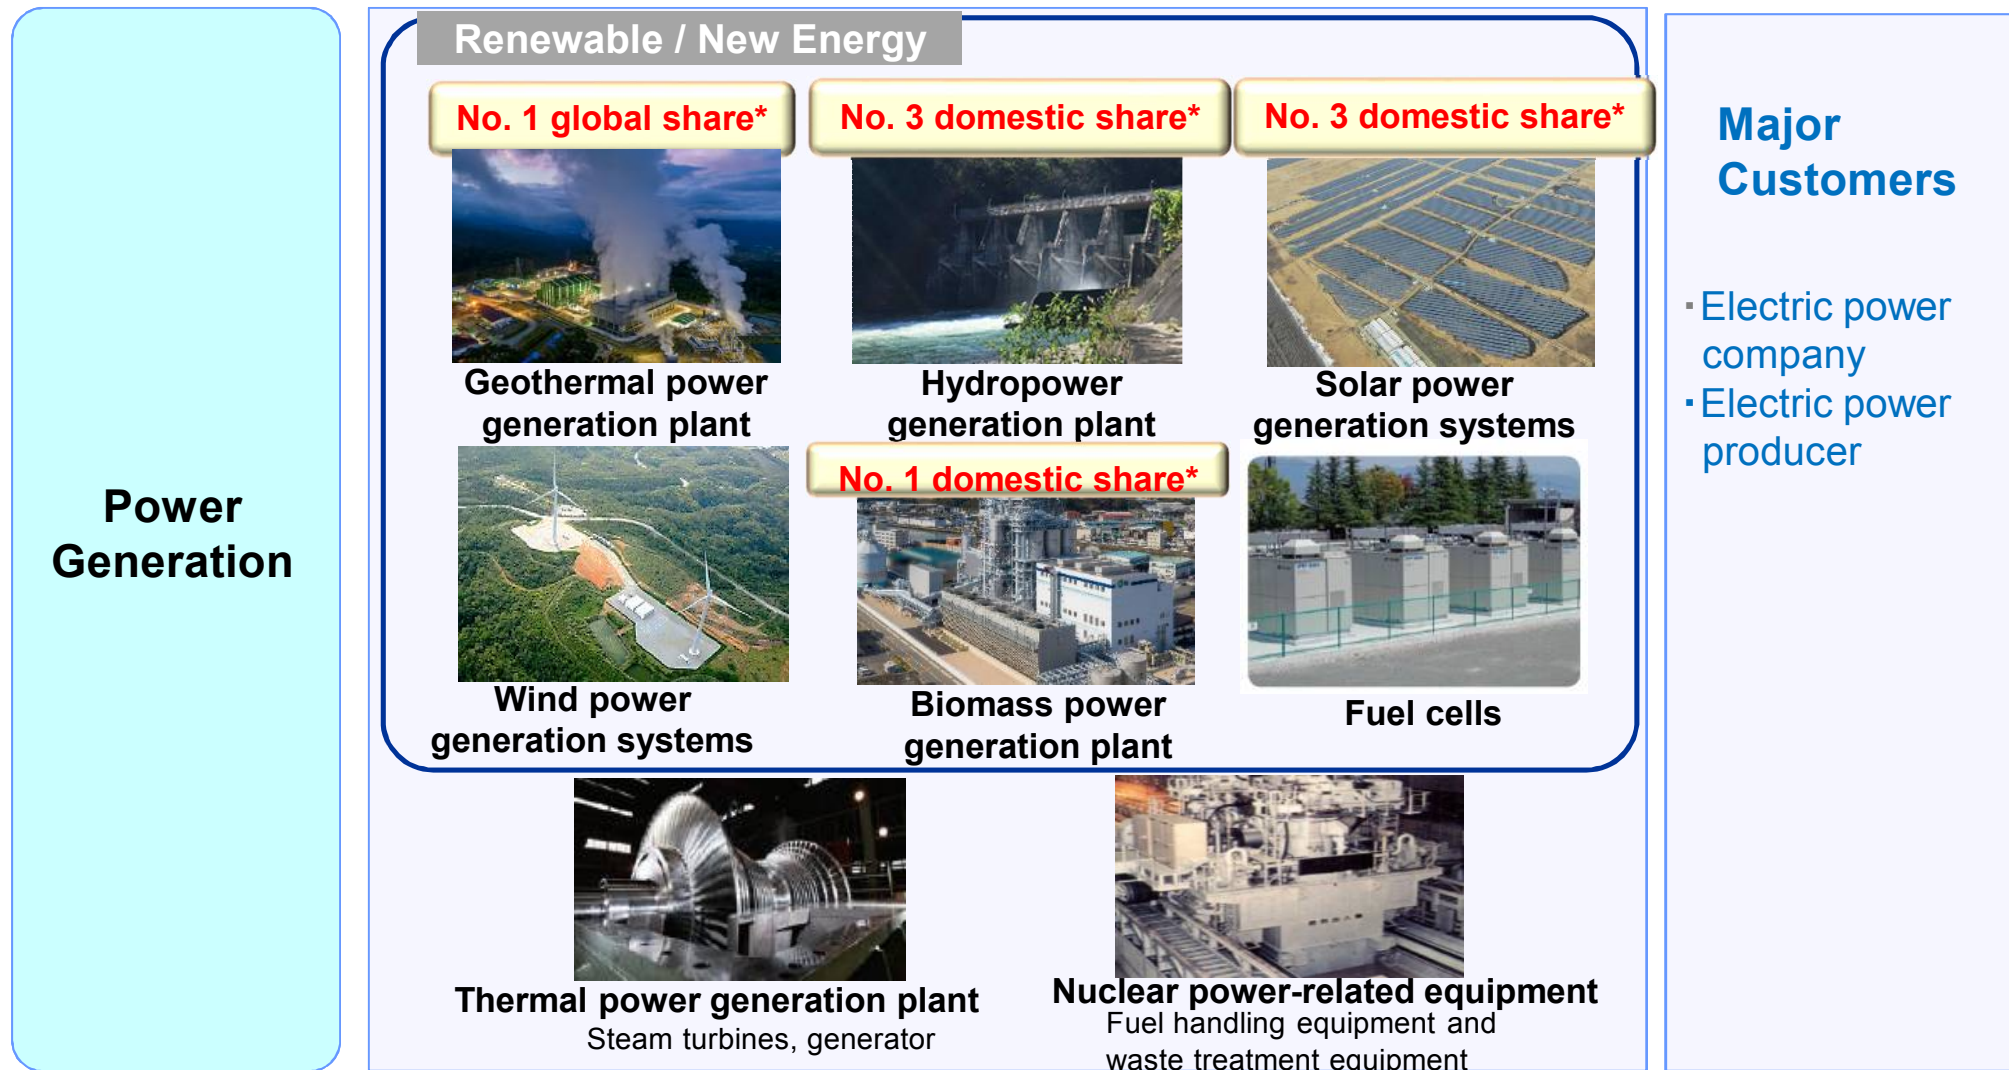 Power
Generation
Renewable / New Energy
No. 1 global share*
No. 3 domestic share*
No. 3 domestic share*
Geothermal power
generation plant
Hydropower
generation plant
Solar power
generation systems
No. 1 domestic share*
Wind power
generation systems
Biomass power
generation plant
Fuel cells
Thermal power generation plant
Steam turbines, generator
Nuclear power-related equipment
Fuel handling equipment and
waste treatment equipment
Major
Customers
▪Electric power
company
▪Electric power
producer